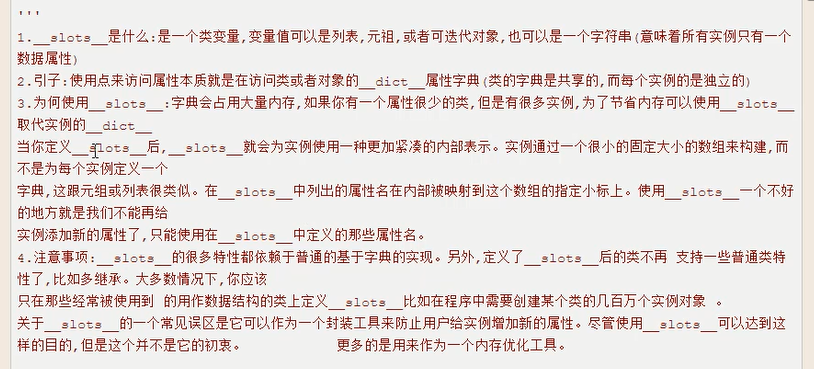 '''
1.__slots__是什么:是一个类变量,变量值可以是列表,元祖,或者可迭代对象,也可以是一个字符串(意味着所有实例只有一个
数据属性)
2.引子:使用点来访问属性本质就是在访问类或者对象的__dict__属性字典(类的字典是共享的,而每个实例的是独立的)
3.为何使用__slots__:字典会占用大量内存,如果你有一个属性很少的类,但是有很多实例,为了节省内存可以使用__slots__
取代实例的__dict__
当你定义__slots__后,__slots__就会为实例使用一种更加紧凑的内部表示。实例通过一个很小的固定大小的数组来构建,而
不是为每个实例定义一个
字典,这跟元组或列表很类似。在__slots__中列出的属性名在内部被映射到这个数组的指定小标上。使用__slots__一个不好
的地方就是我们不能再给
实例添加新的属性了,只能使用在__slots__中定义的那些属性名。
4.注意事项:__slots__的很多特性都依赖于普通的基于字典的实现。另外,定义了__slots__后的类不再 支持一些普通类特
性了,比如多继承。大多数情况下,你应该
只在那些经常被使用到 的用作数据结构的类上定义__slots__比如在程序中需要创建某个类的几百万个实例对象 。
关于__slots__的一个常见误区是它可以作为一个封装工具来防止用户给实例增加新的属性。尽管使用__slots__可以达到这
样的目的,但是这个并不是它的初衷。 更多的是用来作为一个内存优化工具。